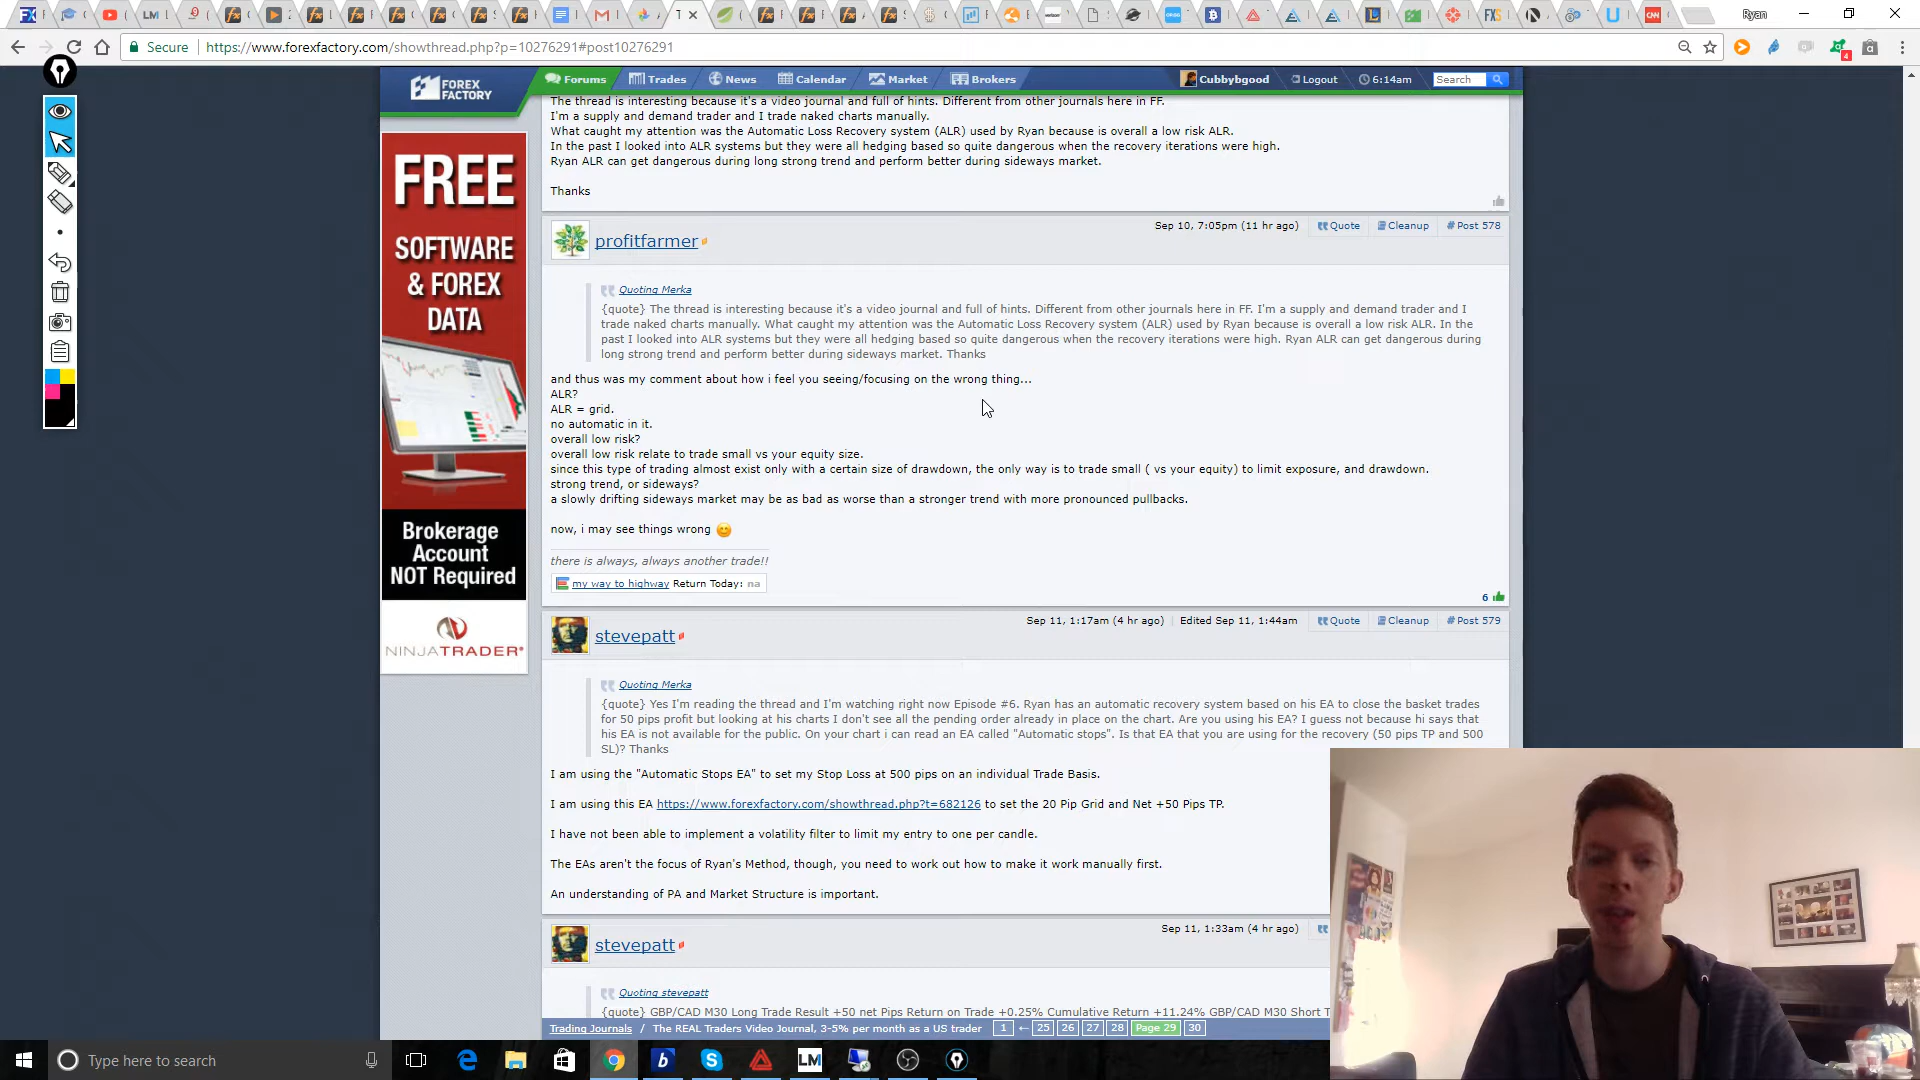 Ryan
Secure
https://www.forexfactory.com/showthread.php?p=10276291#post10276291
FOREX FACTORY
Forums Trades News Calendar Market Brokers
Cubbybgood Logout 6:14am Search
The thread is interesting because it's a video journal and full of hints. Different from other journals here in FF.
I'm a supply and demand trader and I trade naked charts manually.
What caught my attention was the Automatic Loss Recovery system (ALR) used by Ryan because is overall a low risk ALR.
In the past I looked into ALR systems but they were all hedging based so quite dangerous when the recovery iterations were high.
Ryan ALR can get dangerous during long strong trend and perform better during sideways market.
Thanks
profitfarmer
Sep 10, 7:05pm (11 hr ago) Quote Cleanup # Post 578
Quoting Merka
{quote} The thread is interesting because it's a video journal and full of hints. Different from other journals here in FF. I'm a supply and demand trader and I
trade naked charts manually. What caught my attention was the Automatic Loss Recovery system (ALR) used by Ryan because is overall a low risk ALR. In the
past I looked into ALR systems but they were all hedging based so quite dangerous when the recovery iterations were high. Ryan ALR can get dangerous during
long strong trend and perform better during sideways market. Thanks
and thus was my comment about how i feel you seeing/focusing on the wrong thing...
ALR?
ALR = grid.
no automatic in it.
overall low risk?
overall low risk relate to trade small vs your equity size.
since this type of trading almost exist only with a certain size of drawdown, the only way is to trade small ( vs your equity) to limit exposure, and drawdown.
strong trend, or sideways?
a slowly drifting sideways market may be as bad as worse than a stronger trend with more pronounced pullbacks.
now, i may see things wrong
there is always, always another trade!!
my way to highway Return Today: na
6
stevepatt
Sep 11, 1:17am (4 hr ago) Edited Sep 11, 1:44am Quote Cleanup # Post 579
Quoting Merka
{quote} Yes I'm reading the thread and I'm watching right now Episode #6. Ryan has an automatic recovery system based on his EA to close the basket trades
for 50 pips profit but looking at his charts I don't see all the pending order already in place on the chart. Are you using his EA? I guess not because hi says that
his EA is not available for the public. On your chart i can read an EA called "Automatic stops". Is that EA that you are using for the recovery (50 pips TP and 500
SL)? Thanks
I am using the "Automatic Stops EA" to set my Stop Loss at 500 pips on an individual Trade Basis.
I am using this EA https://www.forexfactory.com/showthread.php?t=682126 to set the 20 Pip Grid and Net +50 Pips TP.
I have not been able to implement a volatility filter to limit my entry to one per candle.
The EAs aren't the focus of Ryan's Method, though, you need to work out how to make it work manually first.
An understanding of PA and Market Structure is important.
stevepatt
Sep 11, 1:33am (4 hr ago)
Quoting stevepatt
{quote} GBP/CAD M30 Long Trade Result +50 net Pips Return on Trade +0.25% Cumulative Return +11.24% GBP/CAD M30 Short T
Trading Journals / The REAL Traders Video Journal, 3-5% per month as a US trader 1 ← 25 26 27 28 Page 29 30
FREE
SOFTWARE
& FOREX
DATA
Brokerage
Account
NOT Required
NINJATRADER
Type here to search